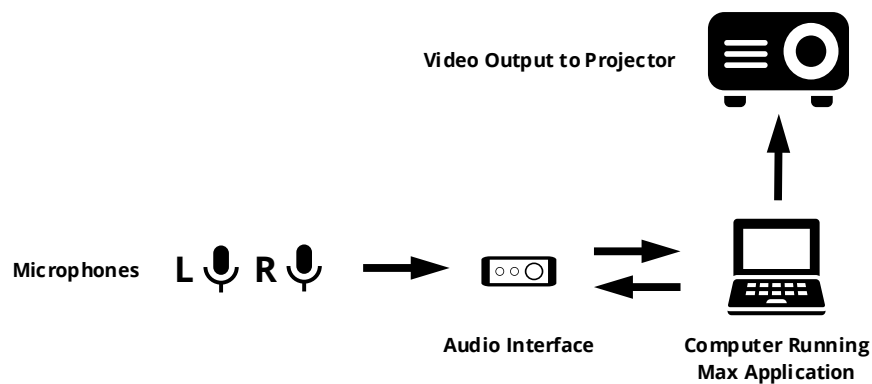 Video Output to Projector
Microphones
L
R
Audio Interface
Computer Running
Max Application